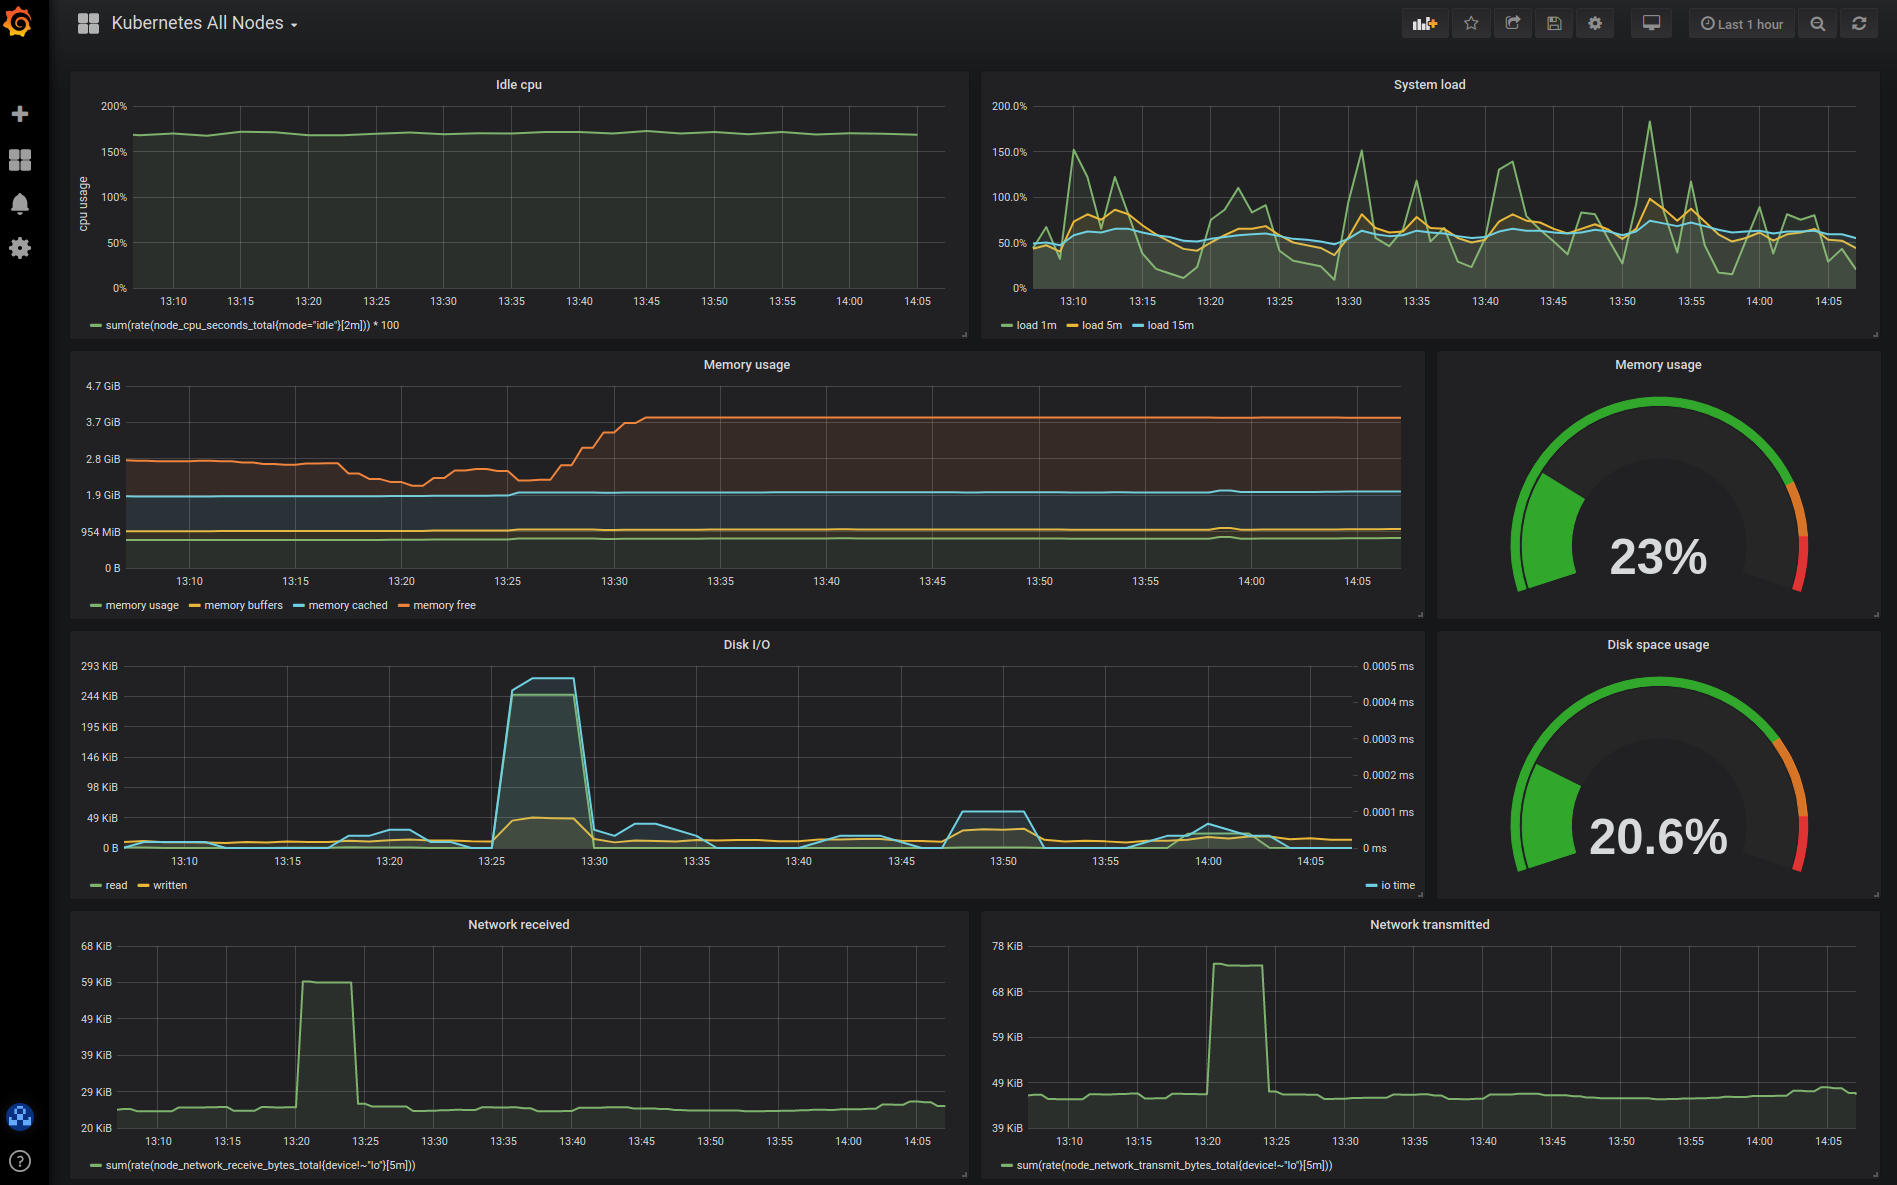 Kubernetes All Nodes
Last 1 hour
Idle cpu
cpu usage
200%
150%
100%
50%
0%
13:10 13:15 13:20 13:25 13:30 13:35 13:40 13:45 13:50 13:55 14:00 14:05
sum(rate(node_cpu_seconds_total{mode="idle"}[2m])) * 100
System load
200.0%
150.0%
100.0%
50.0%
0%
13:10 13:15 13:20 13:25 13:30 13:35 13:40 13:45 13:50 13:55 14:00 14:05
load 1m load 5m load 15m
Memory usage
4.7 GiB
3.7 GiB
2.8 GiB
1.9 GiB
954 MiB
0 B
13:10 13:15 13:20 13:25 13:30 13:35 13:40 13:45 13:50 13:55 14:00 14:05
memory usage memory buffers memory cached memory free
Memory usage
23%
Disk I/O
293 KiB
244 KiB
195 KiB
146 KiB
98 KiB
49 KiB
0 B
0.0005 ms
0.0004 ms
0.0003 ms
0.0002 ms
0.0001 ms
0 ms
13:10 13:15 13:20 13:25 13:30 13:35 13:40 13:45 13:50 13:55 14:00 14:05
read written io time
Disk space usage
20.6%
Network received
68 KiB
59 KiB
49 KiB
39 KiB
29 KiB
20 KiB
13:10 13:15 13:20 13:25 13:30 13:35 13:40 13:45 13:50 13:55 14:00 14:05
sum(rate(node_network_receive_bytes_total{device!~"lo"}[5m]))
Network transmitted
78 KiB
68 KiB
59 KiB
49 KiB
39 KiB
13:10 13:15 13:20 13:25 13:30 13:35 13:40 13:45 13:50 13:55 14:00 14:05
sum(rate(node_network_transmit_bytes_total{device!~"lo"}[5m]))
?